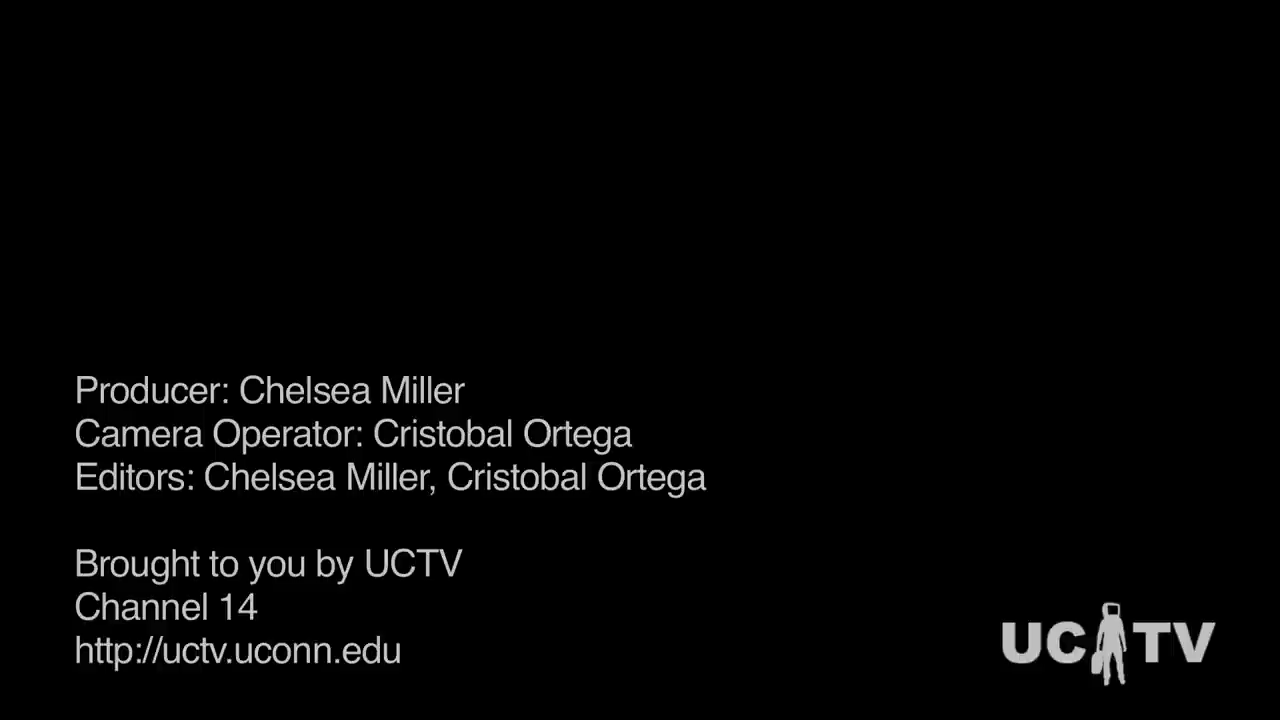 Producer: Chelsea Miller
Camera Operator: Cristobal Ortega
Editors: Chelsea Miller, Cristobal Ortega
Brought to you by UCTV
Channel 14
http://uctv.uconn.edu
UCTV